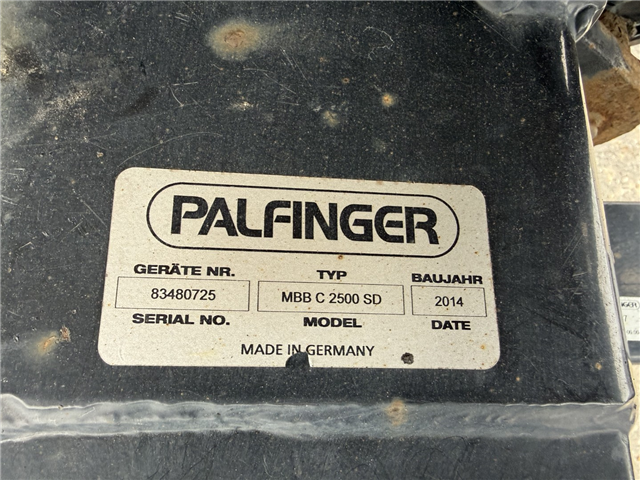 PALFINGER
GERÄTE NR. TYP BAUJAHR
83480725 MBB C 2500 SD 2014
SERIAL NO. MODEL DATE
MADE IN GERMANY